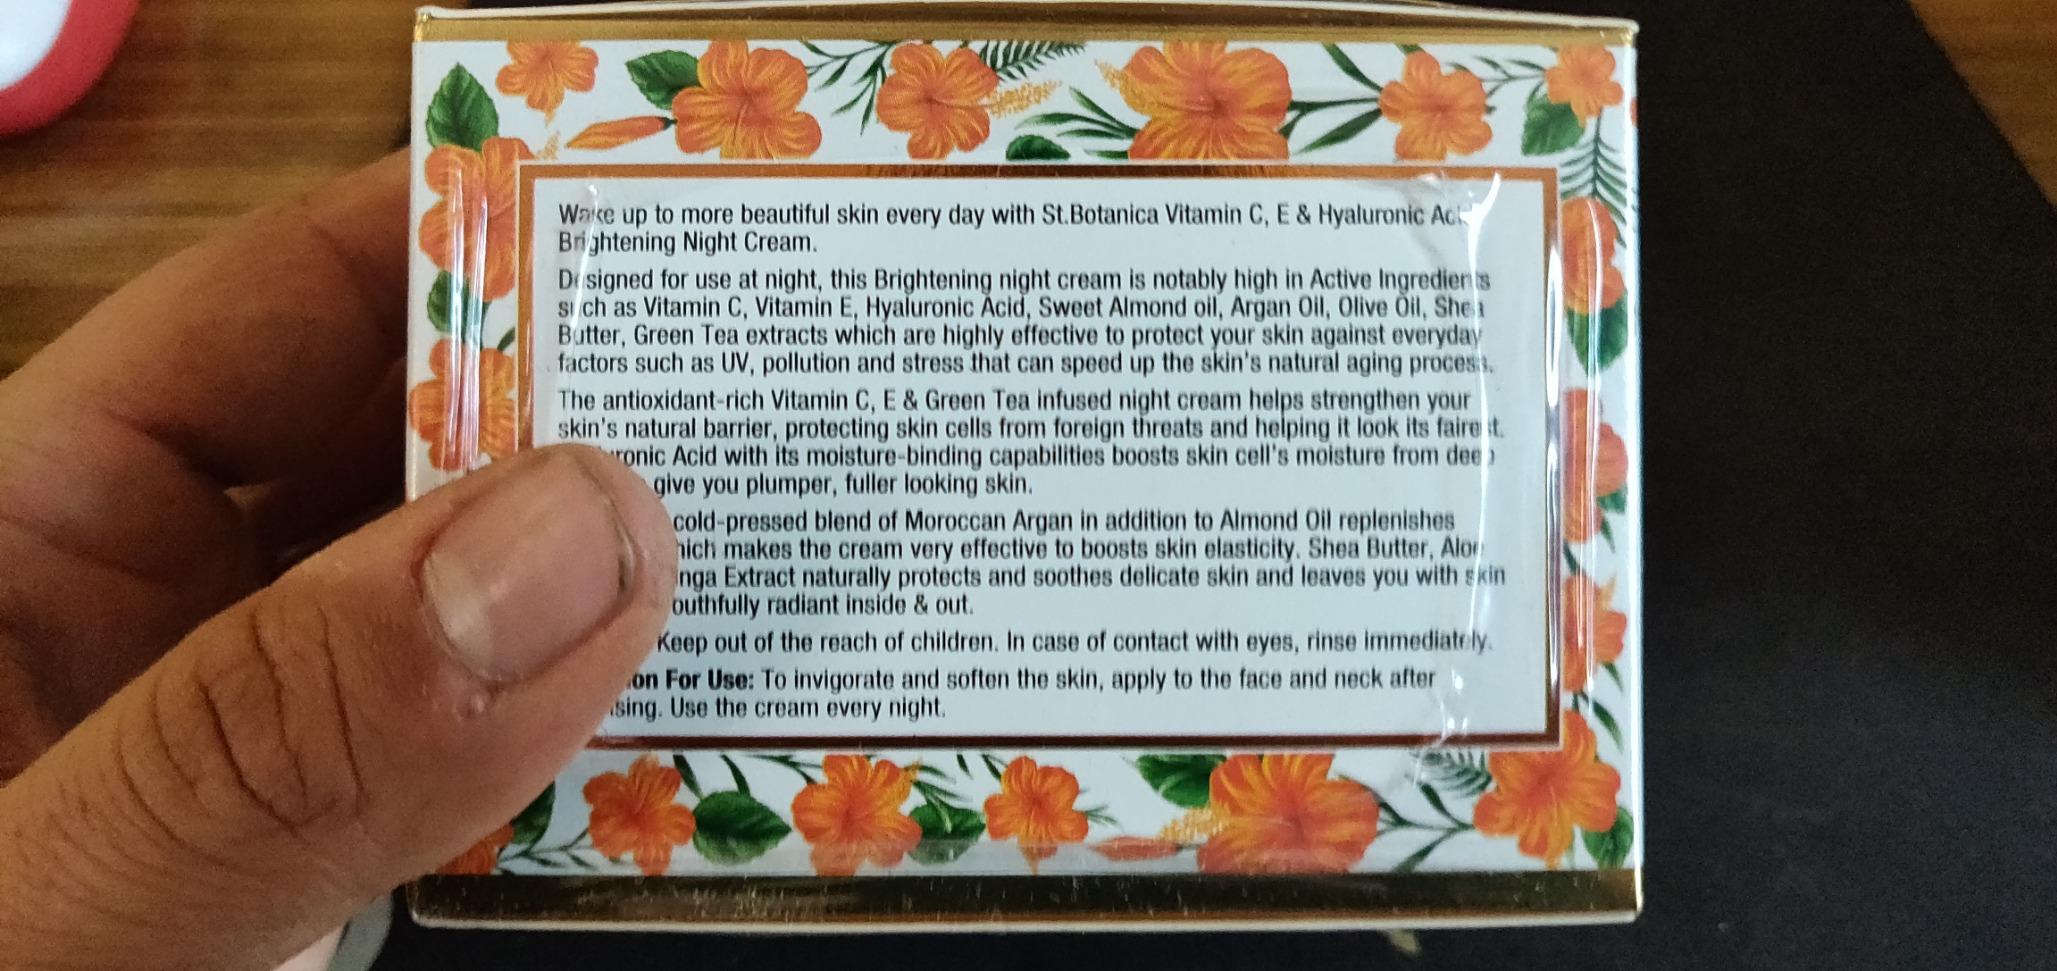 Wake up to more beautiful skin every day with St.Botanica Vitamin C, E & Hyaluronic
Brightening Night Cream.
Designed for use at night, this Brightening night cream is notably high in Active Ingredients
such as Vitamin C, Vitamin E, Hyaluronic Acid, Sweet Almond oil, Argan Oil, Olive Oil, Shea
Butter, Green Tea extracts which are highly effective to protect your skin against everyday
factors such as UV, pollution and stress that can speed up the skin's natural aging process.
The antioxidant-rich Vitamin C, E & Green Tea infused night cream helps strengthen your
skin's natural barrier, protecting skin cells from foreign threats and helping it look its fairest.
Acid with its moisture-binding capabilities boosts skin cell's moisture from deep
give you plumper, fuller looking skin.
cold-pressed blend of Moroccan Argan in addition to Almond Oil replenishes
makes the cream very effective to boosts skin elasticity. Shea Butter, Aloe
Extract naturally protects and soothes delicate skin and leaves you with skin
radiant inside & out.
Keep out of the reach of children. In case of contact with eyes, rinse immediately.
For Use: To invigorate and soften the skin, apply to the face and neck after
Use the cream every night.